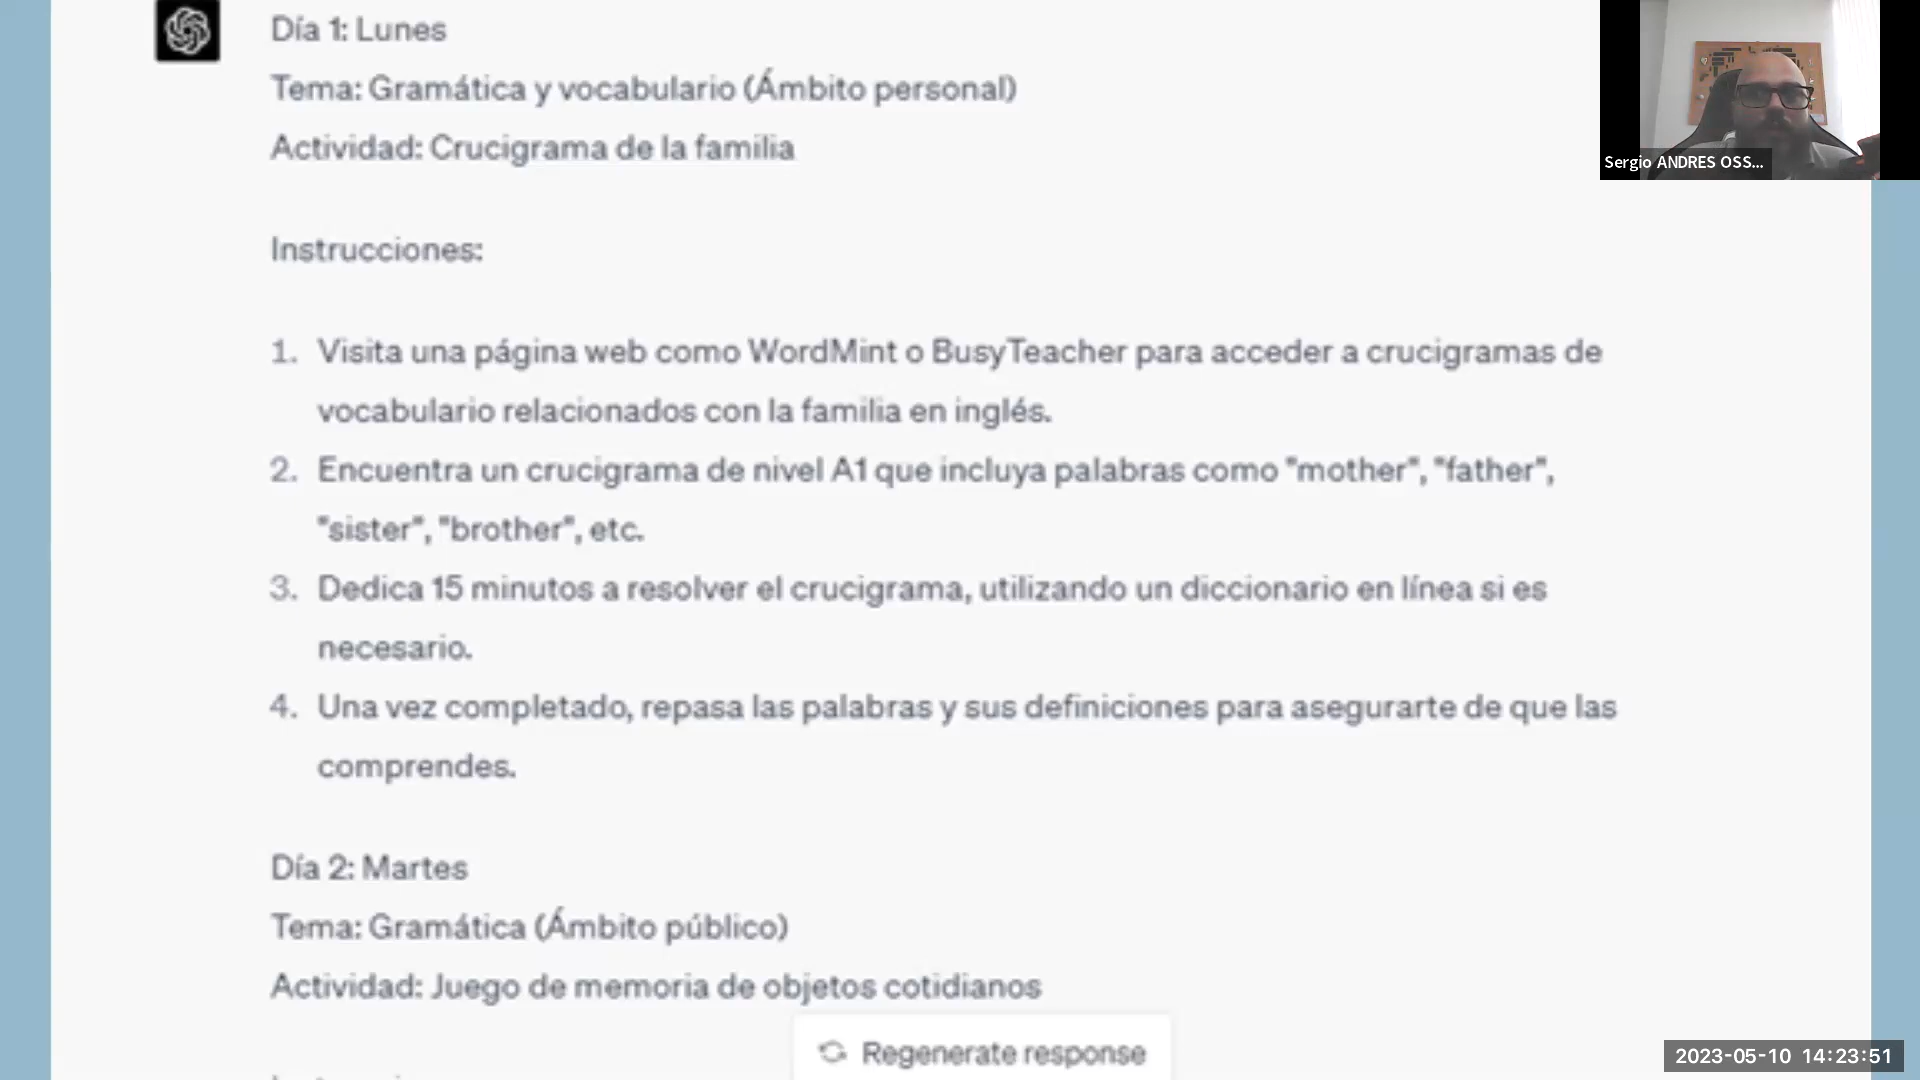 Día 1: Lunes
Tema: Gramática y vocabulario (Ámbito personal)
Actividad: Crucigrama de la familia
Sergio ANDRES OSS...
Instrucciones:
1. Visita una página web como WordMint o BusyTeacher para acceder a crucigramas de
vocabulario relacionados con la familia en inglés.
2. Encuentra un crucigrama de nivel A1 que incluya palabras como "mother", "father",
"sister", "brother", etc.
3. Dedica 15 minutos a resolver el crucigrama, utilizando un diccionario en línea si es
necesario.
4. Una vez completado, repasa las palabras y sus definiciones para asegurarte de que las
comprendes.
Día 2: Martes
Tema: Gramática (Ámbito público)
Actividad: Juego de memoria de objetos cotidianos
Regenerate response
2023-05-10 14:23:51